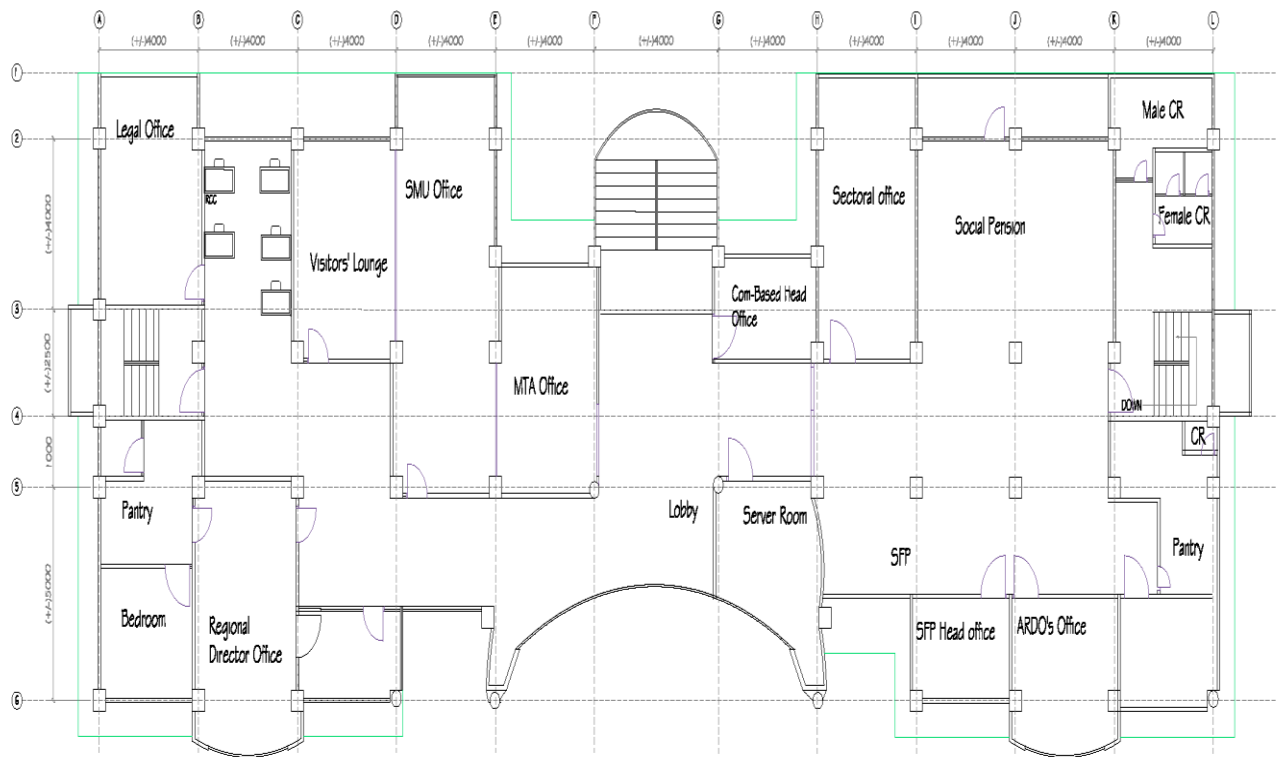 A B C D E F G H I J K L
(+/-)4000 (+/-)4000 (+/-)4000 (+/-)4000 (+/-)4000 (+/-)4000 (+/-)4000 (+/-)4000 (+/-)4000 (+/-)4000 (+/-)4000
1
Male CR
Legal Office
2
SMU Office
Sectoral office
RCC
(+/-)4000
Female CR
Social Pension
Visitors' Lounge
Com-Based Head
Office
3
(+/-)2500
MTA Office
DOWN
4
CR
1000
5
Pantry
Lobby
Server Room
SFP
Pantry
(+/-)5000
Bedroom
Regional
Director Office
SFP Head office
ARDO's Office
6